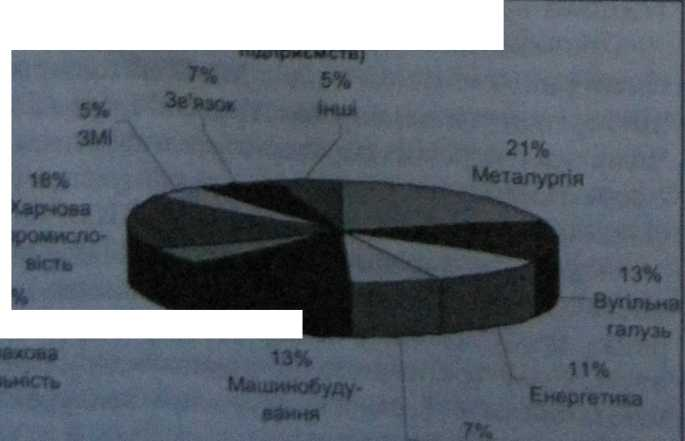 підприємств)
7%
Зв'язок
5%
Інші
5%
ЗМІ
21%
Металургія
18%
Харчова
промисло-
вість
%
13%
Вугільна
галузь
13%
Машинобуду-
вання
11%
Енергетика
7%